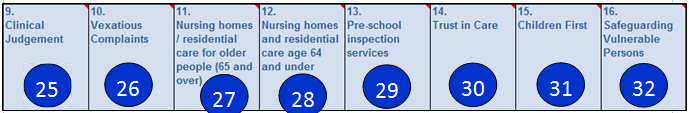 9.
Clinical
Judgement
25
10.
Vexatious
Complaints
26
11.
Nursing homes
/ residential
care for older
people (65 and
over)
27
12.
Nursing homes
and residential
care age 64
and under
28
13.
Pre-school
inspection
services
29
14.
Trust in Care
30
15.
Children First
31
16.
Safeguarding
Vulnerable
Persons
32